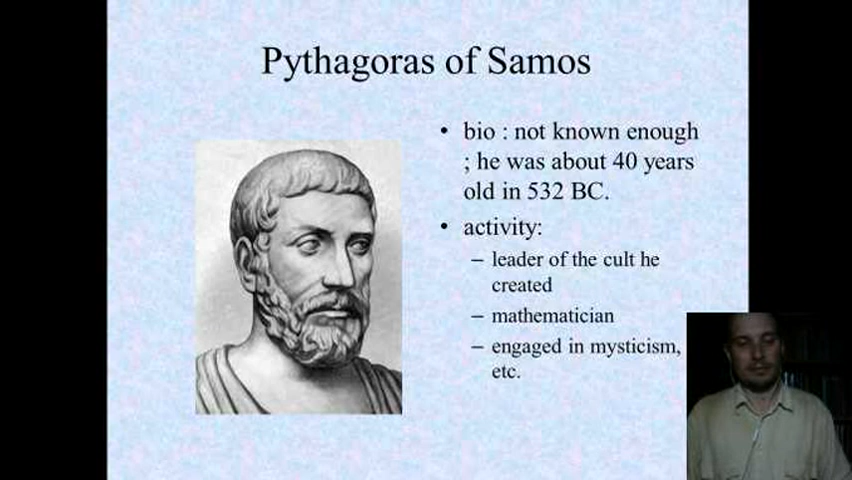 Pythagoras of Samos
• bio : not known enough
; he was about 40 years
old in 532 BC.
• activity:
– leader of the cult he
created
– mathematician
– engaged in mysticism,
etc.